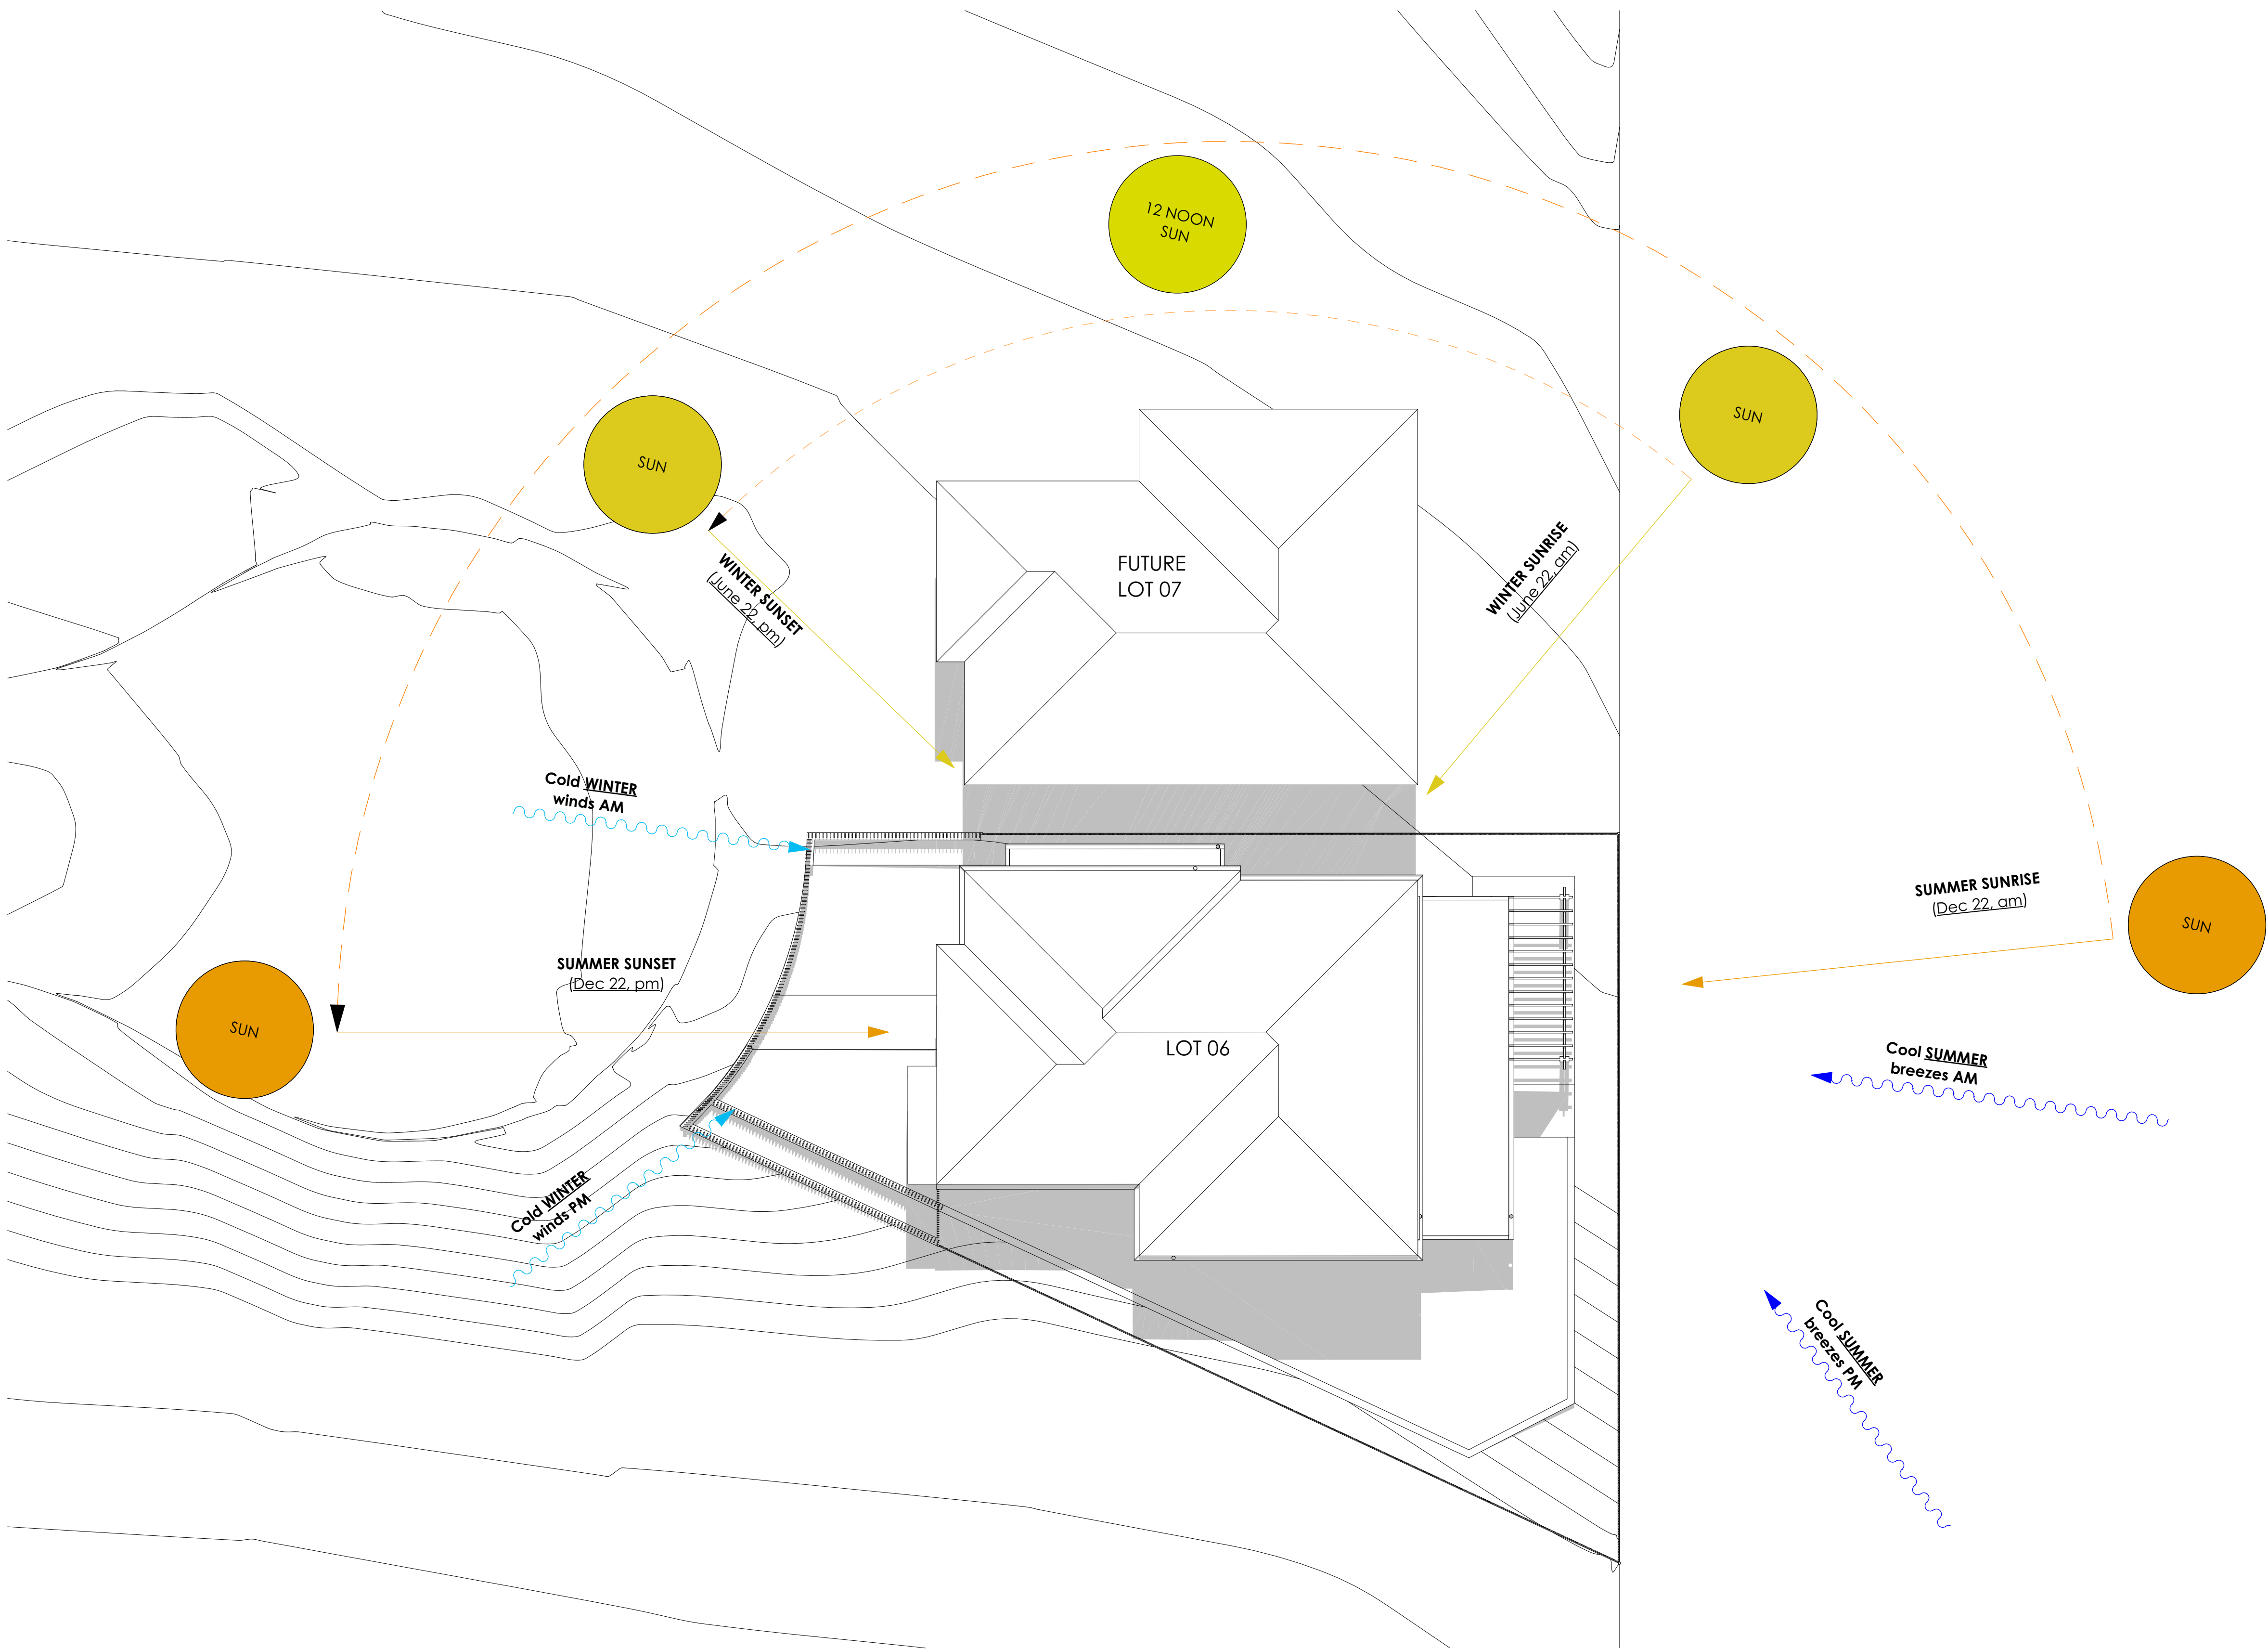 12 NOON
SUN
SUN
SUN
WINTER SUNSET
(June 22, pm)
FUTURE
LOT 07
WINTER SUNRISE
(June 22, am)
Cold WINTER
winds AM
SUMMER SUNRISE
(Dec 22, am)
SUN
SUMMER SUNSET
(Dec 22, pm)
SUN
LOT 06
Cool SUMMER
breezes AM
Cold WINTER
winds PM
Cool SUMMER
breezes PM